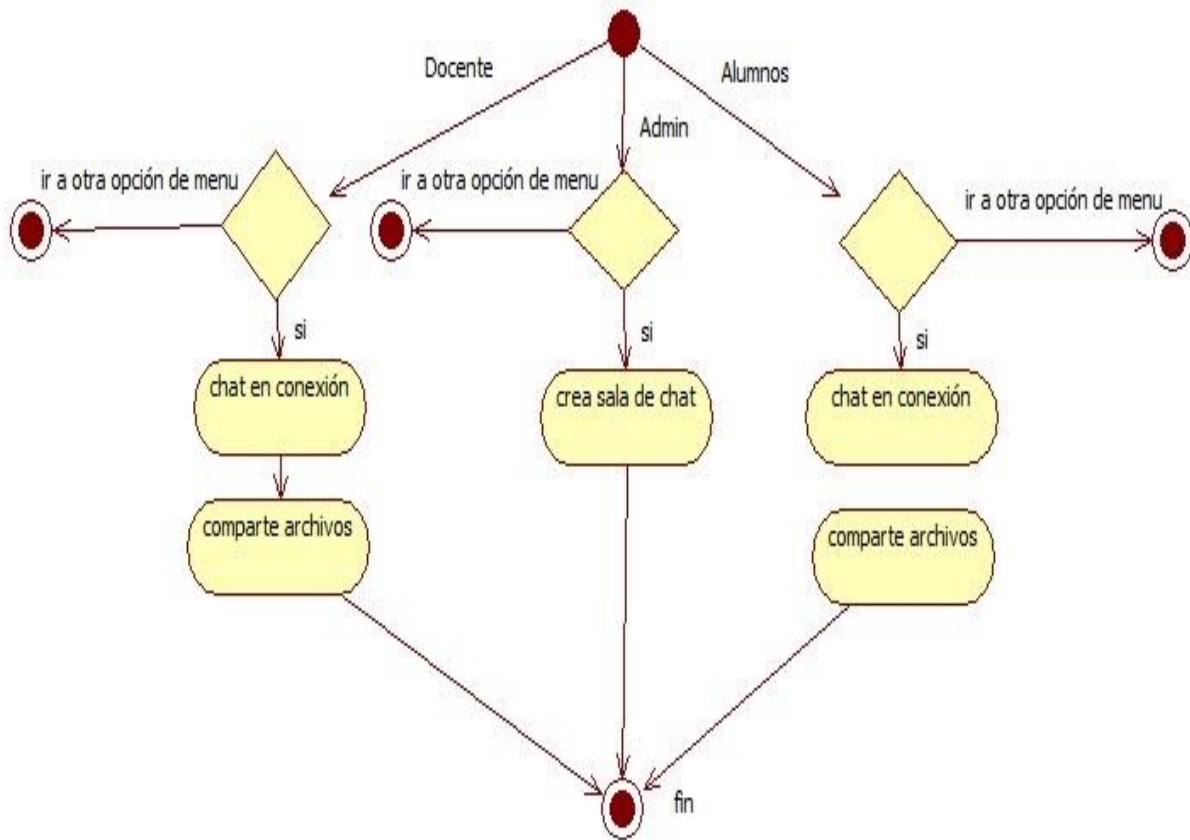 Docente
Alumnos
Admin
ir a otra opción de menu
ir a otra opción de menu
ir a otra opción de menu
si
si
si
chat en conexión
crea sala de chat
chat en conexión
comparte archivos
comparte archivos
fin